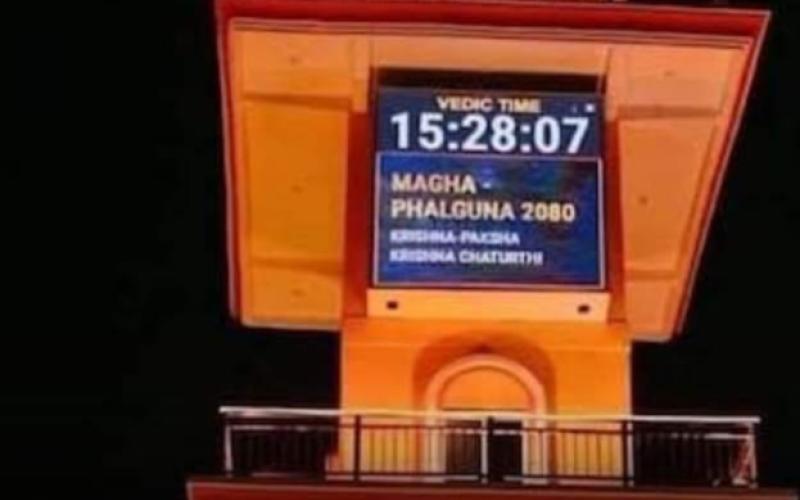 VEDIC TIME
15:28:07
MAGHA -
PHALGUNA 2080
KRISHNA-PAKSHA
KRISHNA CHATURTHI